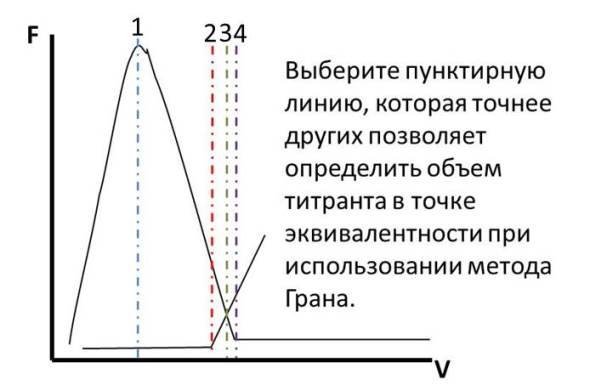 F
1
234
Выберите пунктирную
линию, которая точнее
других позволяет
определить объем
титранта в точке
эквивалентности при
использовании метода
Грана.
V